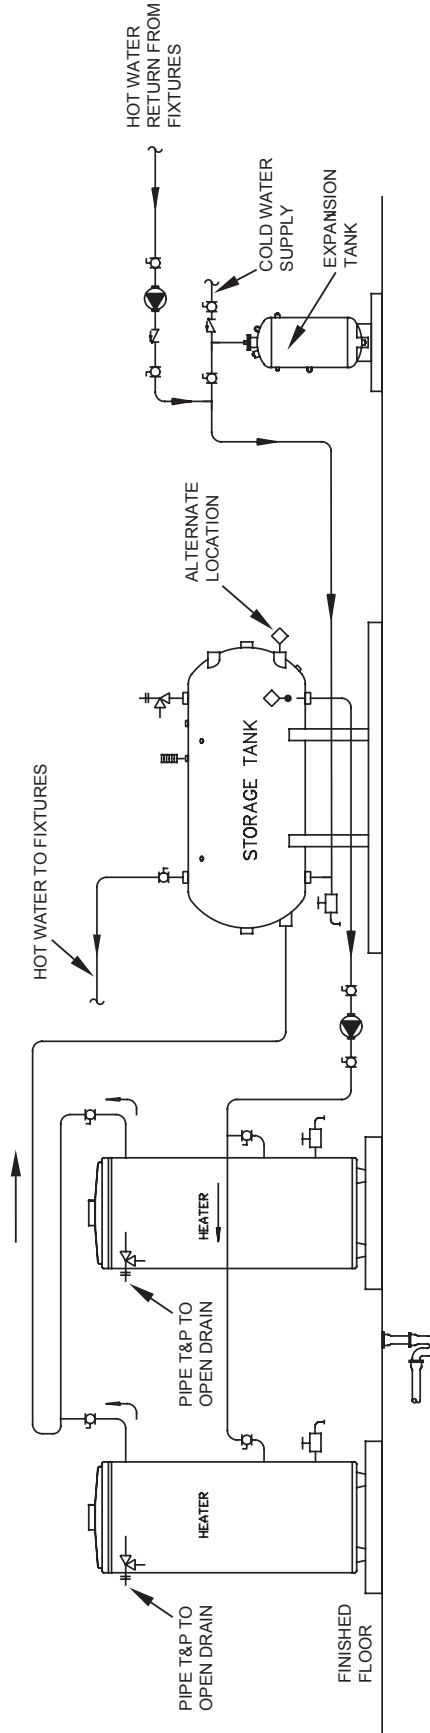 PIPE T&P TO
OPEN DRAIN
HEATER
FINISHED
FLOOR
PIPE T&P TO
OPEN DRAIN
HEATER
HOT WATER TO FIXTURES
STORAGE TANK
ALTERNATE
LOCATION
HOT WATER
RETURN FROM
FIXTURES
COLD WATER
SUPPLY
EXPANSION
TANK